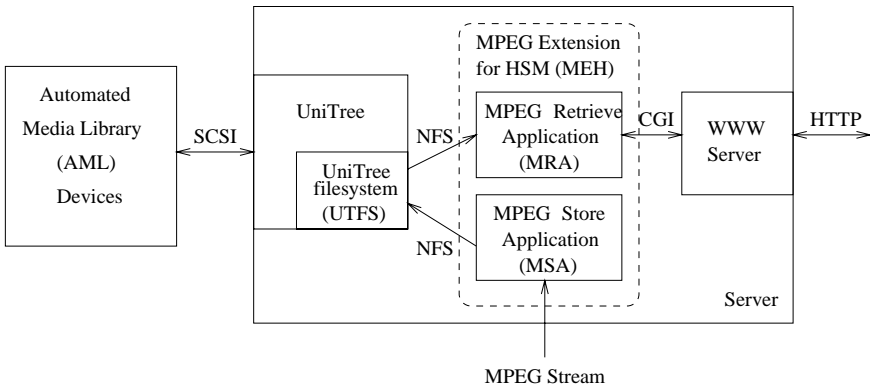 Automated
Media Library
(AML)
Devices
SCSI
UniTree
UniTree
filesystem
(UTFS)
NFS
NFS
MPEG Extension
for HSM (MEH)
MPEG Retrieve
Application
(MRA)
MPEG Store
Application
(MSA)
CGI
WWW
Server
HTTP
Server
MPEG Stream